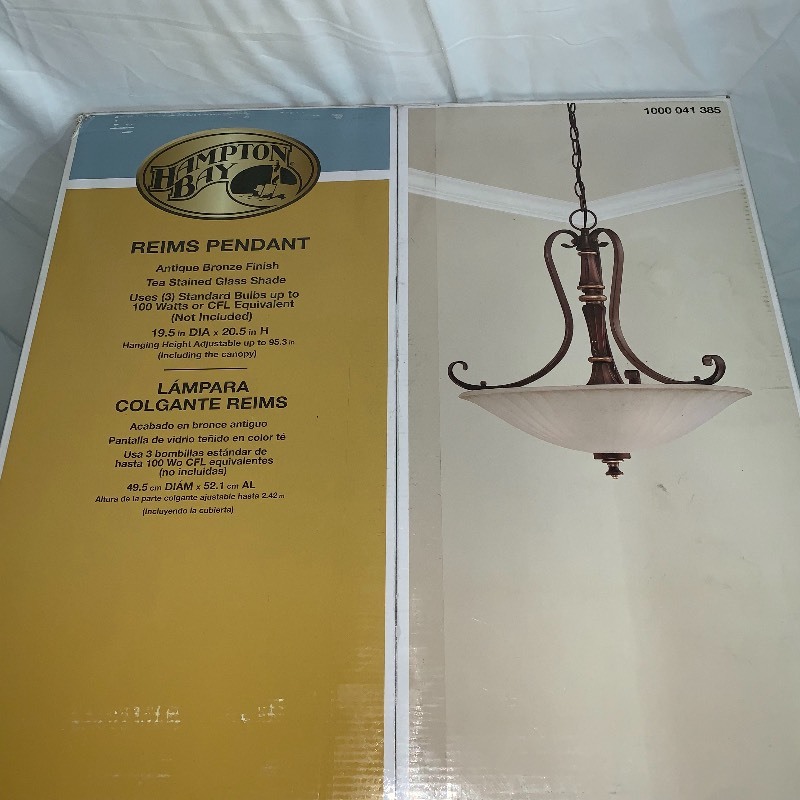 HAMPTON
BAY
REIMS PENDANT
Antique Bronze Finish
Tea Stained Glass Shade
Uses (3) Standard Bulbs up to
100 Watts or CFL Equivalent
(Not Included)
19.5 in DIA x 20.5 in H
Hanging Height Adjustable up to 95.3 in
(Including the canopy)
LÁMPARA
COLGANTE REIMS
Acabado en bronce antiguo
Pantalla de vidrio teñido en color té
Usa 3 bombillas estándar de
hasta 100 Wo CFL equivalentes
(no incluidas)
49.5 cm DIÁM x 52.1 cm AL
Altura de la parte colgante ajustable hasta 2.42 m
(Incluyendo la cubierta)
1000 041 385